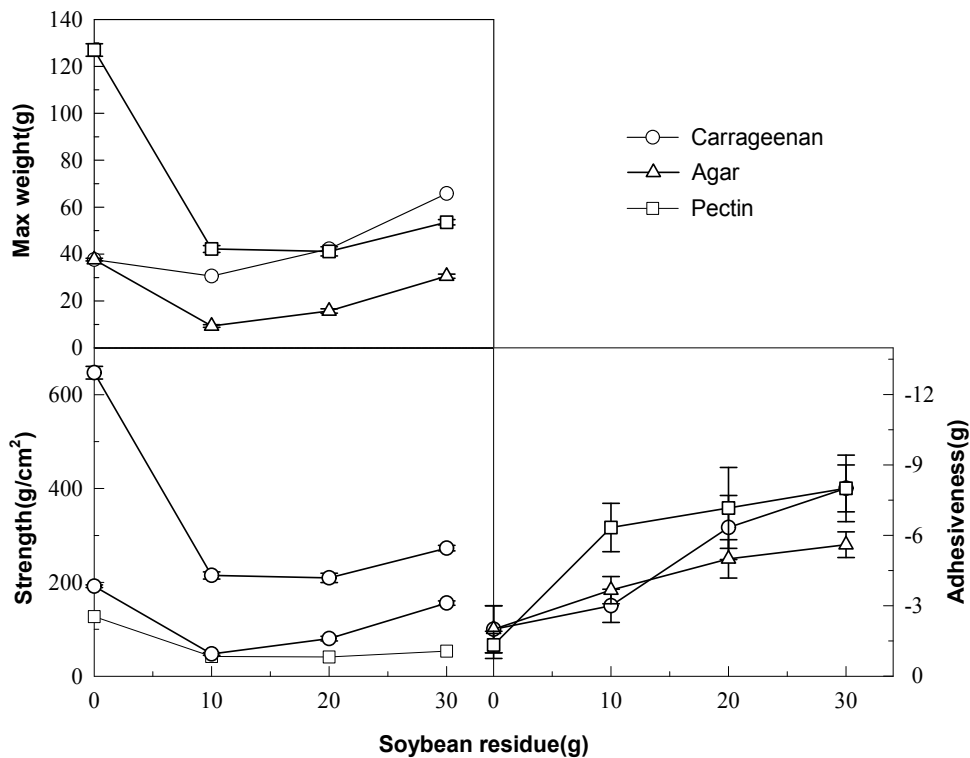 140
120
100
80
60
40
20
0
Max weight(g)
Carrageenan
Agar
Pectin
600
400
200
0
Strength(g/cm²)
-12
-9
-6
-3
0
Adhesiveness(g)
0 10 20 30 0 10 20 30
Soybean residue(g)